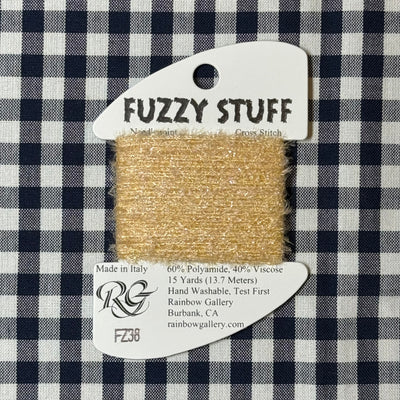 FUZZY STUFF
Needlepoint Cross Stitch
Made in Italy
RG
FZ38
60% Polyamide, 40% Viscose
15 Yards (13.7 Meters)
Hand Washable, Test First
Rainbow Gallery
Burbank, CA
rainbowgallery.com